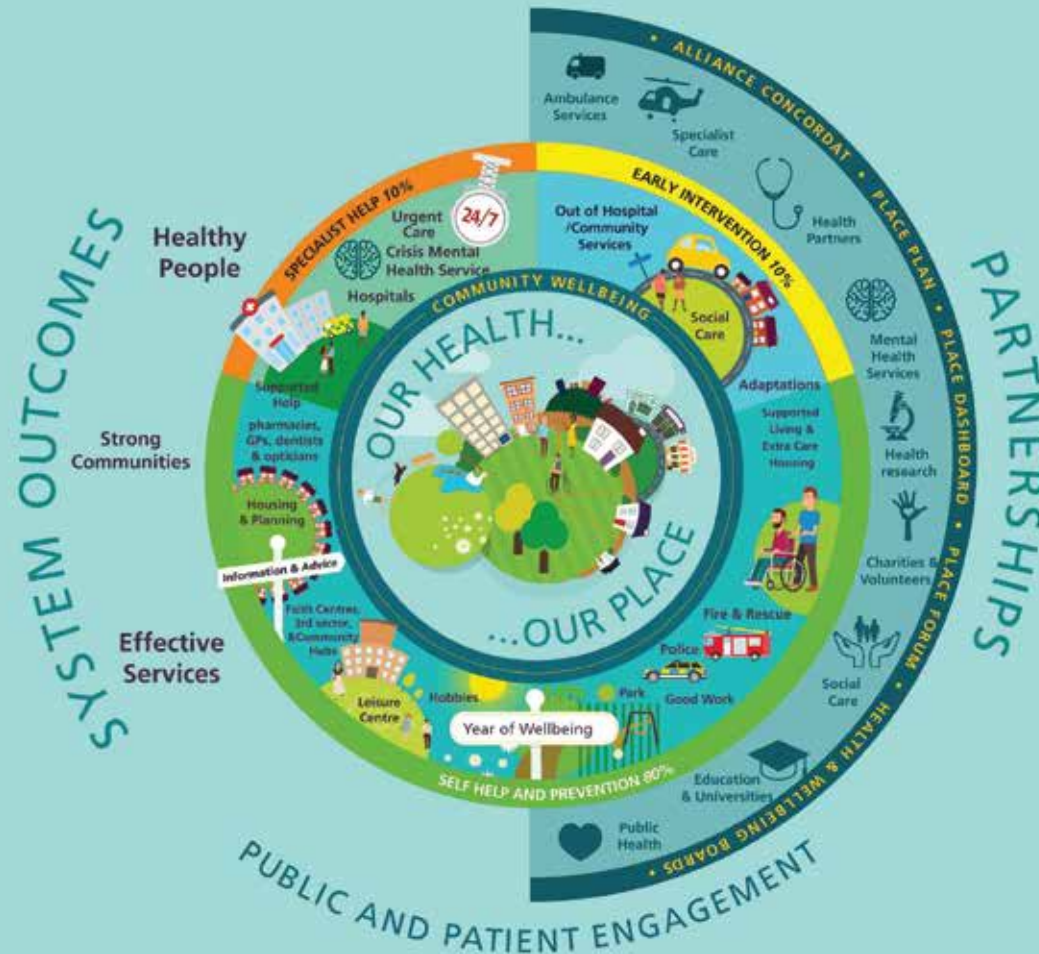 SYSTEM OUTCOMES
Healthy
People
Strong
Communities
Effective
Services
SPECIALIST HELP 10%
Urgent
Care
24/7
Crisis Mental
Health Service
Hospitals
EARLY INTERVENTION 10%
Out of Hospital
/Community
Services
Social
Care
Adaptations
Supported
Living &
Extra Care
Housing
Fire & Rescue
Police
Park
Good Work
Year of Wellbeing
Hobbies
Leisure
Centre
Faith Centres,
3rd sector,
&Community
Hubs
Information & Advice
Housing
& Planning
Supported
Help
pharmacies,
GPs, dentists
& opticians
SELF HELP AND PREVENTION 80%
COMMUNITY WELLBEING
OUR HEALTH...
...OUR PLACE
• ALLIANCE CONCORDAT • PLACE PLAN • PLACE DASHBOARD • PLACE FORUM • HEALTH & WELLBEING BOARDS •
Ambulance
Services
Specialist
Care
Health
Partners
Mental
Health
Services
Health
research
Charities &
Volunteers
Social
Care
Education
& Universities
Public
Health
PARTNERSHIPS
PUBLIC AND PATIENT ENGAGEMENT